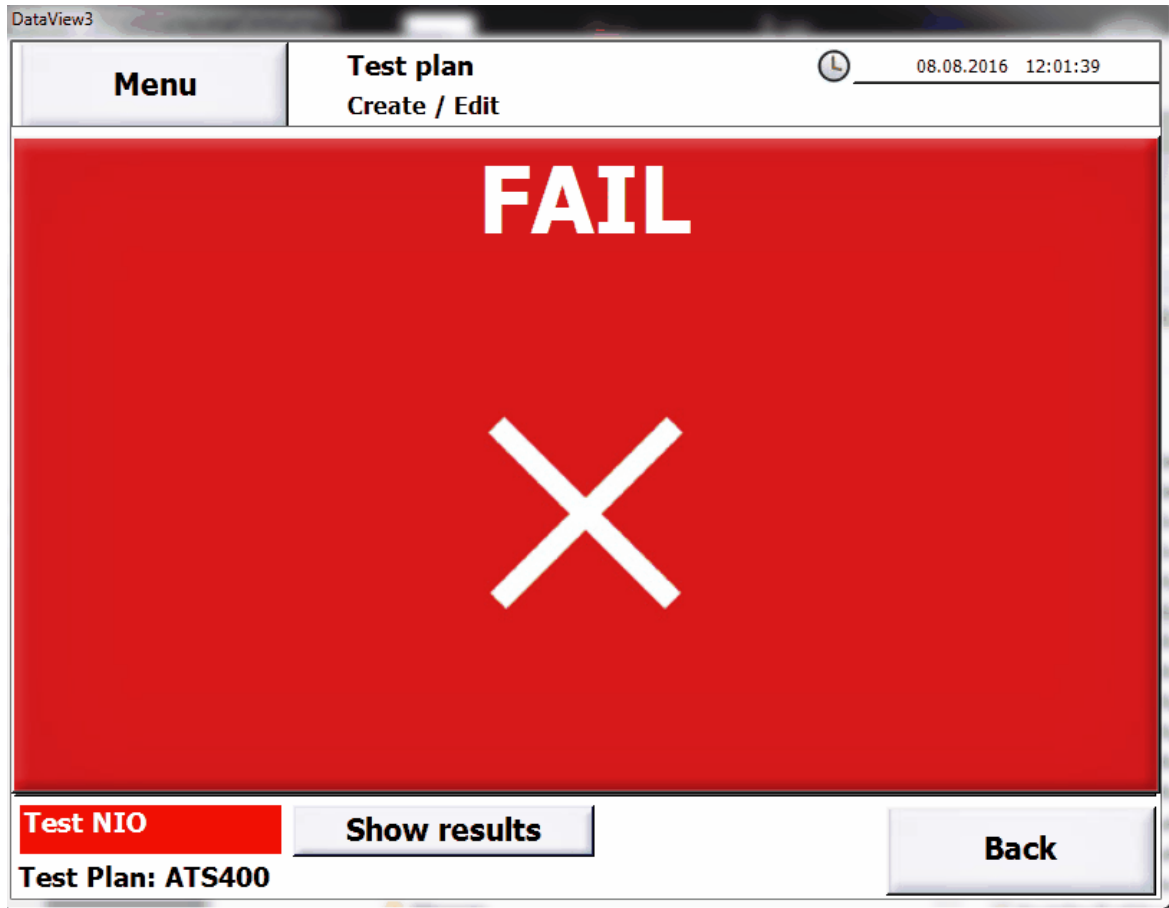 DataView3
Menu
Test plan
08.08.2016 12:01:39
Create / Edit
FAIL
Test NIO
Show results
Back
Test Plan: ATS400